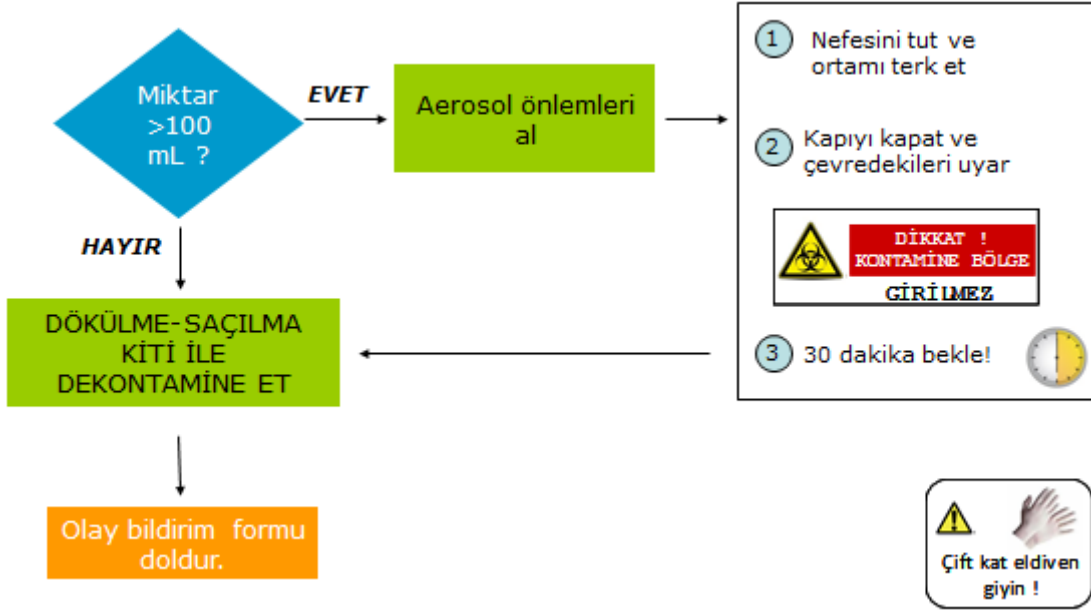 Miktar
>100
mL ?
EVET
Aerosol önlemleri
al
1 Nefesini tut ve
ortamı terk et
2 Kapıyı kapat ve
çevredekileri uyar
DİKKAT !
KONTAMİNE BÖLGE
GİRİLMEZ
3 30 dakika bekle!
HAYIR
DÖKÜLME-SAÇILMA
KİTİ İLE
DEKONTAMİNE ET
Olay bildirim formu
doldur.
Çift kat eldiven
giyin !